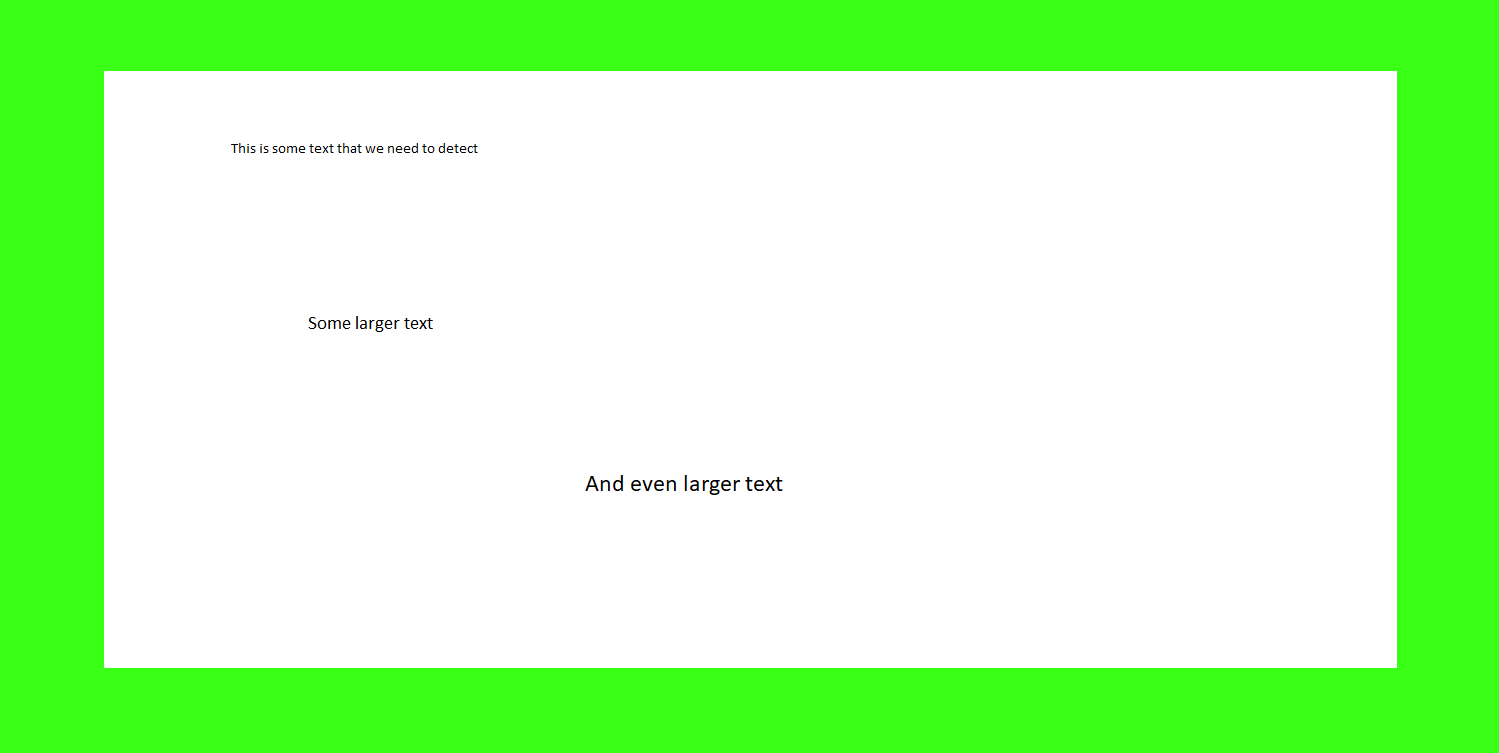 This is some text that we need to detect
Some larger text
And even larger text